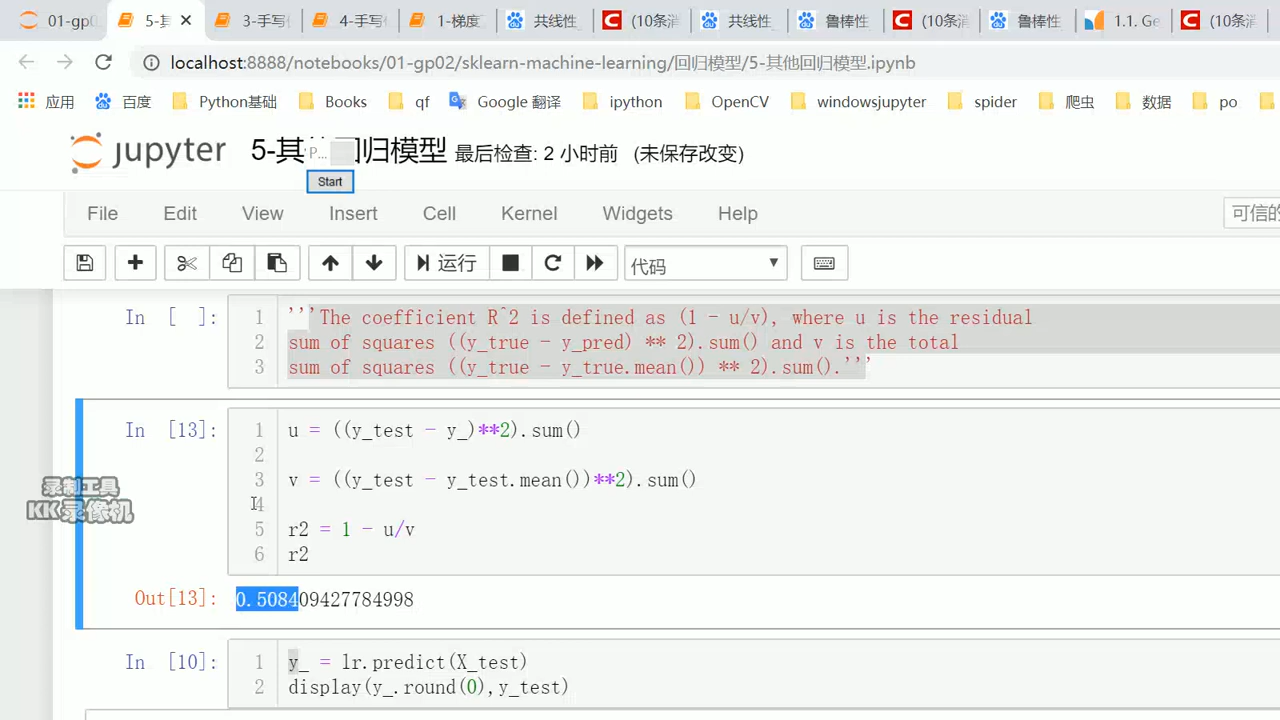 01-gp0
5-其
3-手写
4-手写
1-梯度
共线性
(10条消
共线性
鲁棒性
(10条消
鲁棒性
1.1. Ge
(10条消
localhost:8888/notebooks/01-gp02/sklearn-machine-learning/回归模型/5-其他回归模型.ipynb
应用 百度 Python基础 Books qf Google 翻译 ipython OpenCV windowsjupyter spider 爬虫 数据 po
jupyter 5-其 回归模型 最后检查: 2 小时前 (未保存改变)
P...
Start
File Edit View Insert Cell Kernel Widgets Help
可信的
运行 代码
In [ ]:
1 '''The coefficient R^2 is defined as (1 - u/v), where u is the residual
2 sum of squares ((y_true - y_pred) ** 2).sum() and v is the total
3 sum of squares ((y_true - y_true.mean()) ** 2).sum().'''
In [13]:
1 u = ((y_test - y_)**2).sum()
2
3 v = ((y_test - y_test.mean())**2).sum()
4
5 r2 = 1 - u/v
6 r2
录制工具
KK录像机
Out[13]: 0.508409427784998
In [10]:
1 y_ = lr.predict(X_test)
2 display(y_.round(0),y_test)